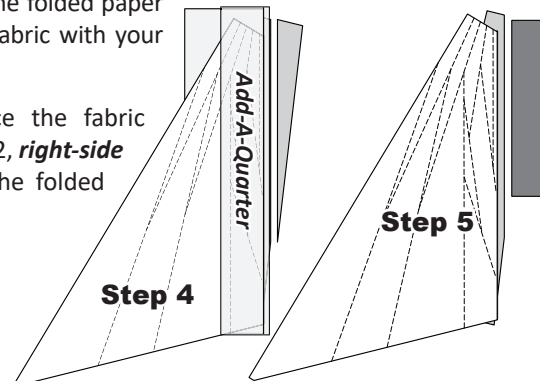 he folded paper
abric with your
ce the fabric
2, right-side
he folded
Add-A-Quarter
Step 4
Step 5